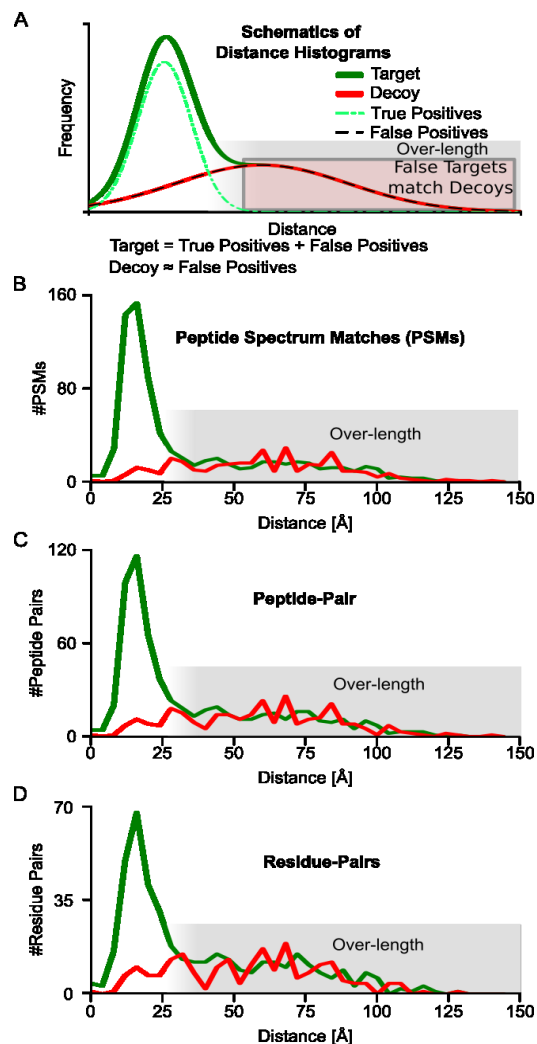 A
Schematics of
Distance Histograms
Target
Decoy
True Positives
False Positives
Over-length
False Targets
match Decoys
Frequency
Distance
Target = True Positives + False Positives
Decoy ≈ False Positives
B
160
80
0
#PSMs
Peptide Spectrum Matches (PSMs)
Over-length
0 25 50 75 100 125 150
Distance [Å]
C
120
60
0
#Peptide Pairs
Peptide-Pair
Over-length
0 25 50 75 100 125 150
Distance [Å]
D
70
35
0
#Residue Pairs
Residue-Pairs
Over-length
0 25 50 75 100 125 150
Distance [Å]